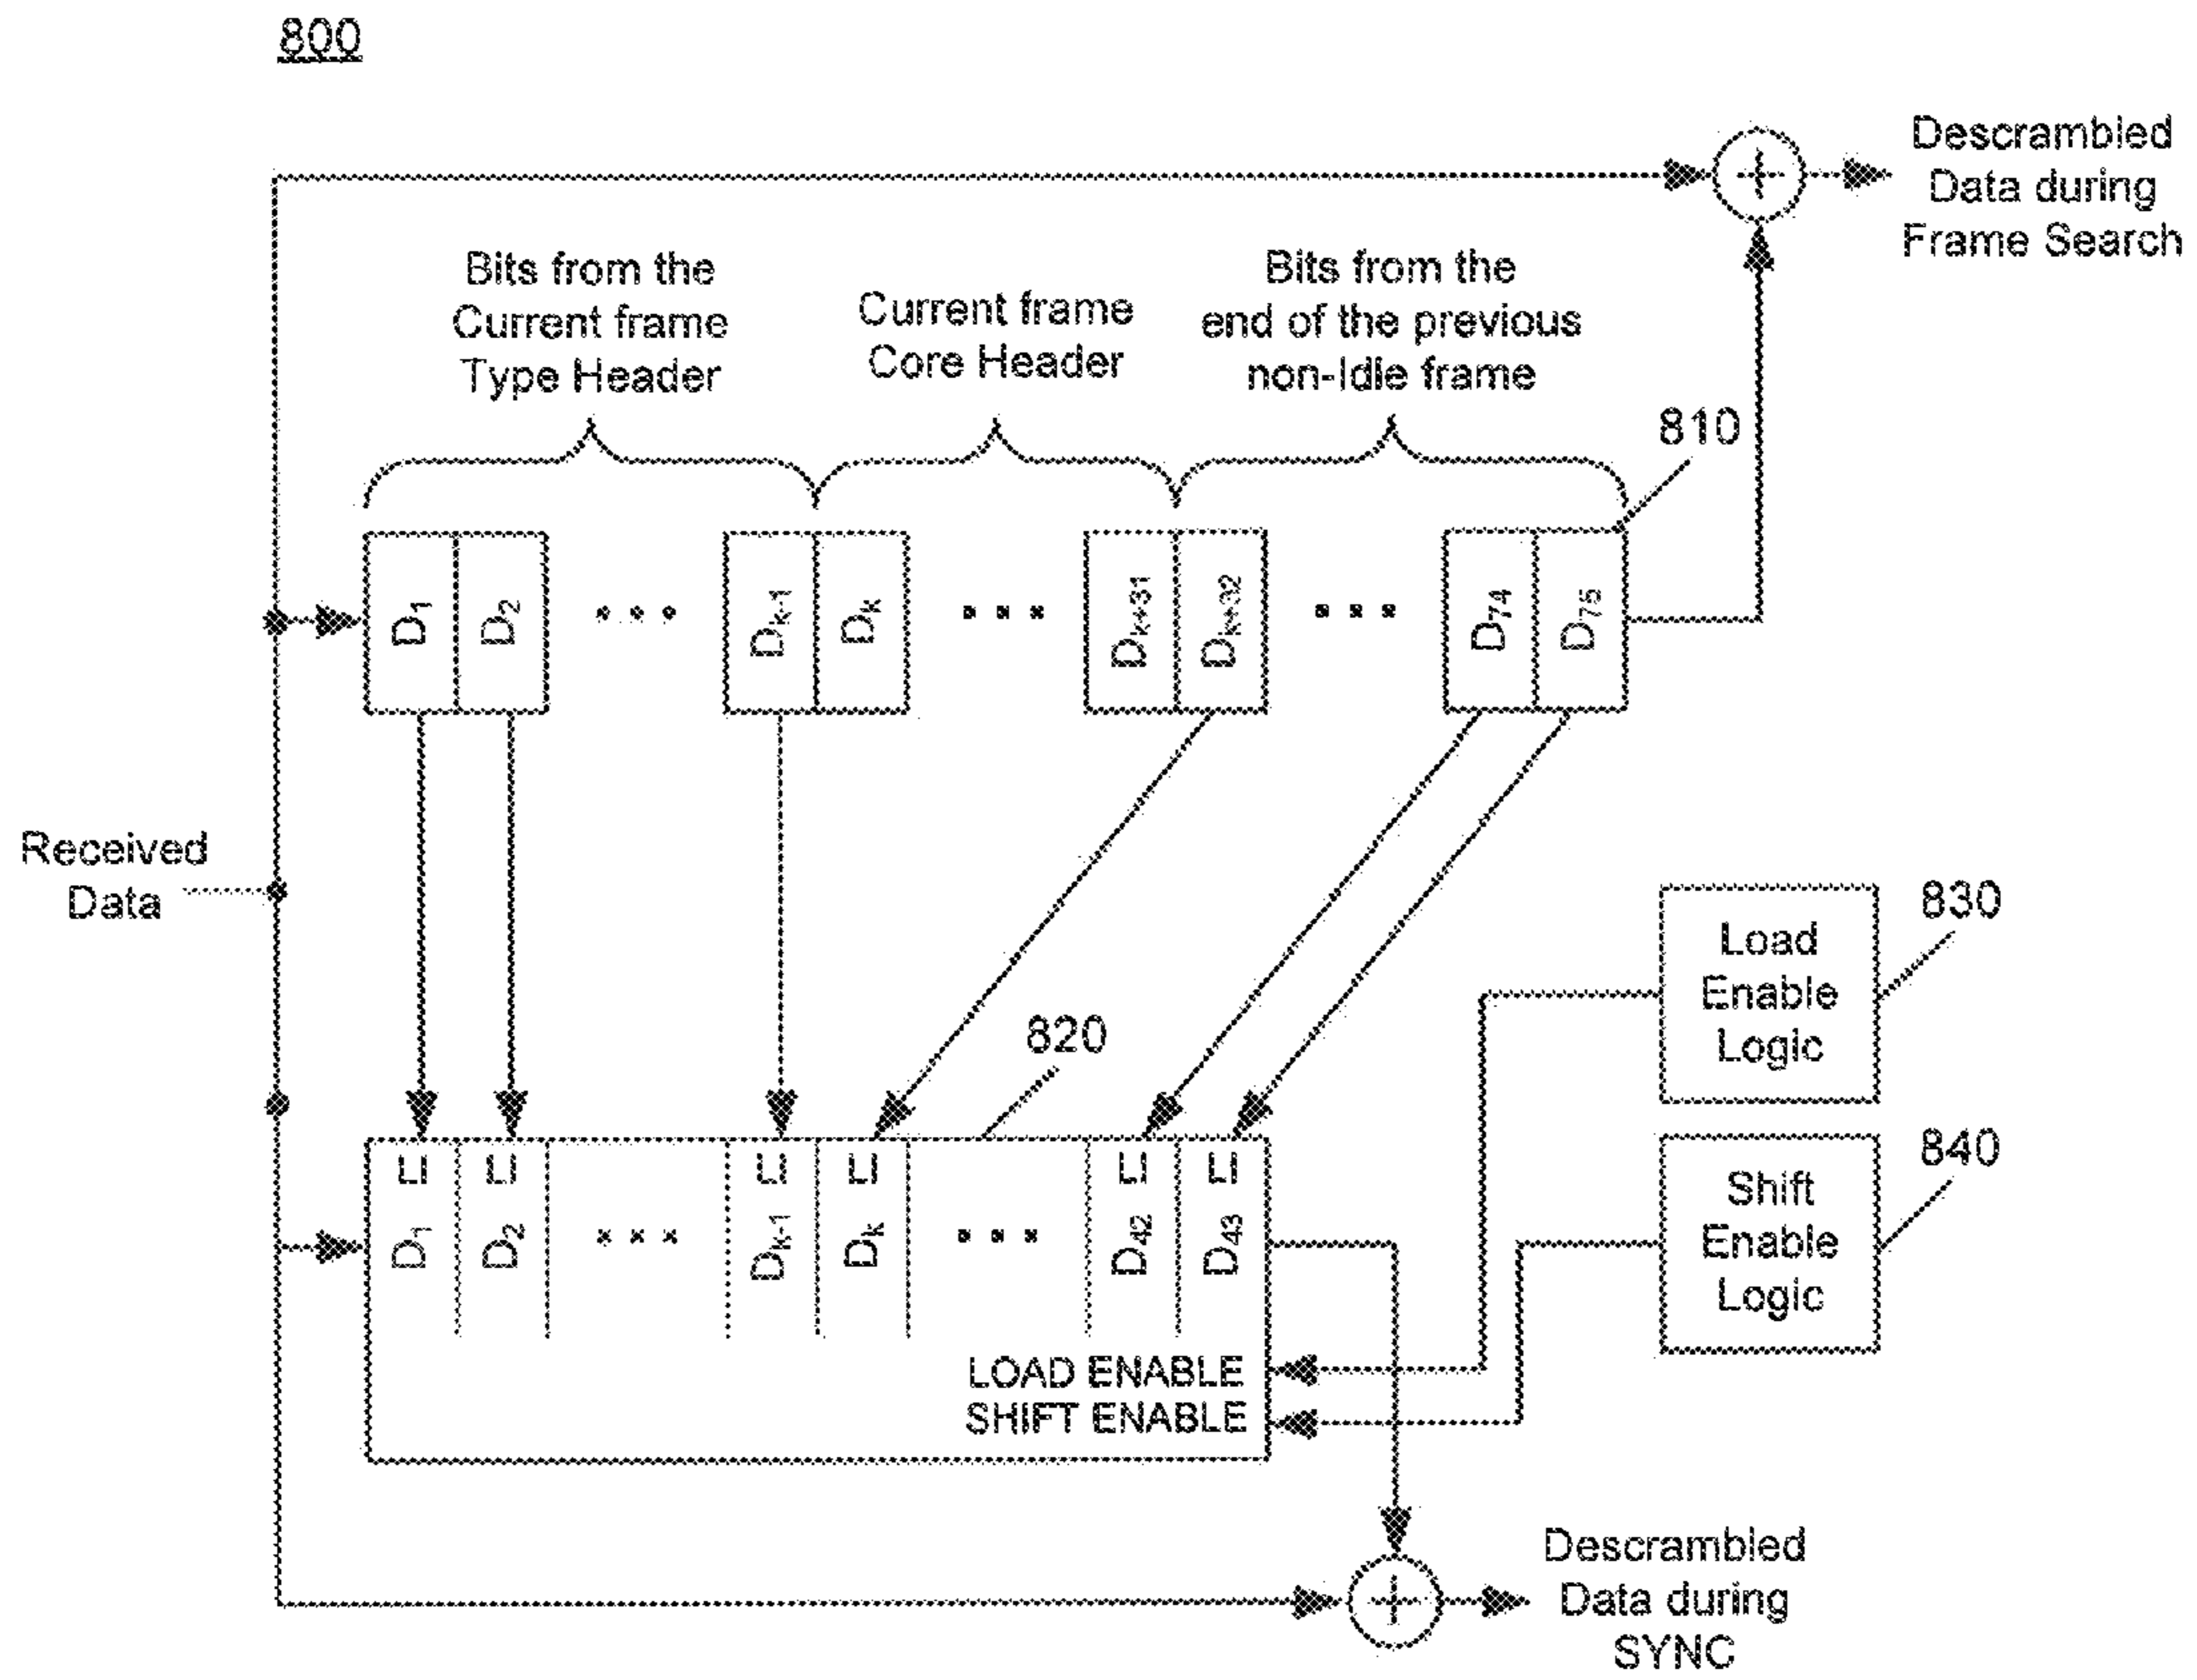 800
Descrambled
Data during
Frame Search
Bits from the
Current frame
Type Header
Current frame
Core Header
Bits from the
end of the previous
non-Idle frame
810
D1 D2 ... Dk-1 Dk ... Dk+31 Dk+32 ... D74 D75
Received
Data
830
Load
Enable
Logic
820
840
Shift
Enable
Logic
LI LI LI LI LI LI
D1 D2 ... Dk-1 Dk ... D42 D43
LOAD ENABLE
SHIFT ENABLE
Descrambled
Data during
SYNC